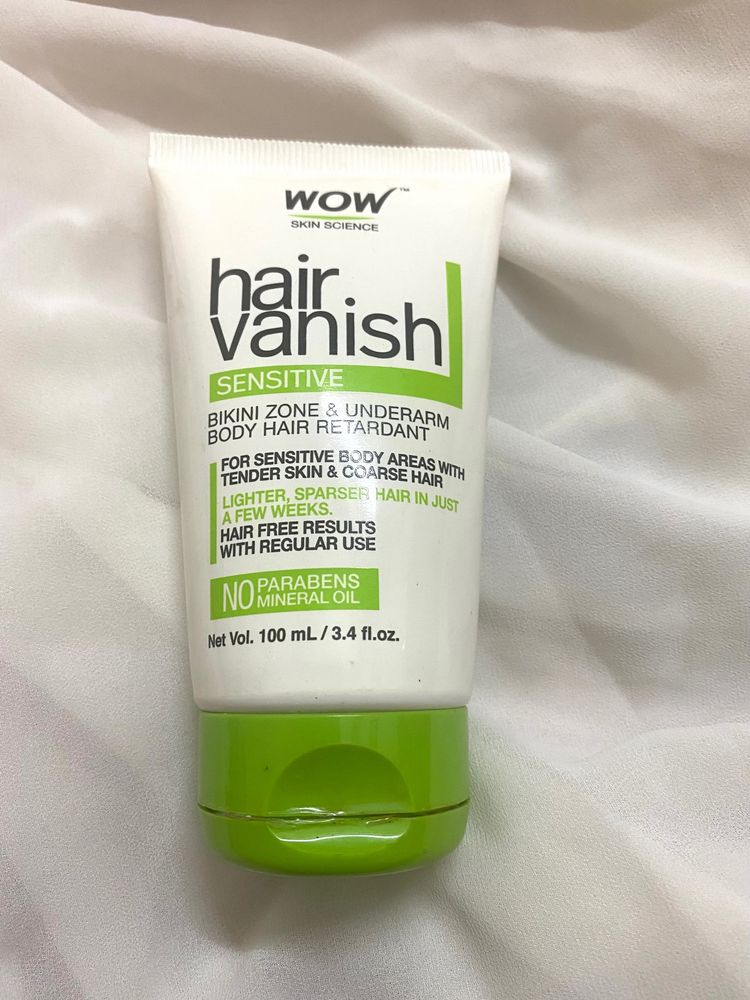 WOW™
SKIN SCIENCE
hair
vanish
SENSITIVE
BIKINI ZONE & UNDERARM
BODY HAIR RETARDANT
FOR SENSITIVE BODY AREAS WITH
TENDER SKIN & COARSE HAIR
LIGHTER, SPARSER HAIR IN JUST
A FEW WEEKS.
HAIR FREE RESULTS
WITH REGULAR USE
NO PARABENS
MINERAL OIL
Net Vol. 100 mL / 3.4 fl.oz.